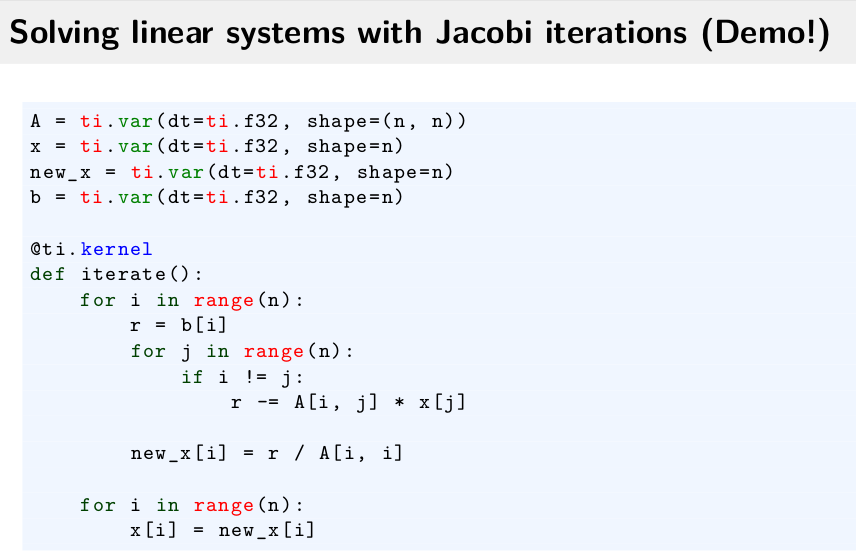 Solving linear systems with Jacobi iterations (Demo!)
A = ti.var(dt=ti.f32, shape=(n, n))
x = ti.var(dt=ti.f32, shape=n)
new_x = ti.var(dt=ti.f32, shape=n)
b = ti.var(dt=ti.f32, shape=n)
@ti.kernel
def iterate():
    for i in range(n):
        r = b[i]
        for j in range(n):
            if i != j:
                r -= A[i, j] * x[j]
        new_x[i] = r / A[i, i]
    for i in range(n):
        x[i] = new_x[i]